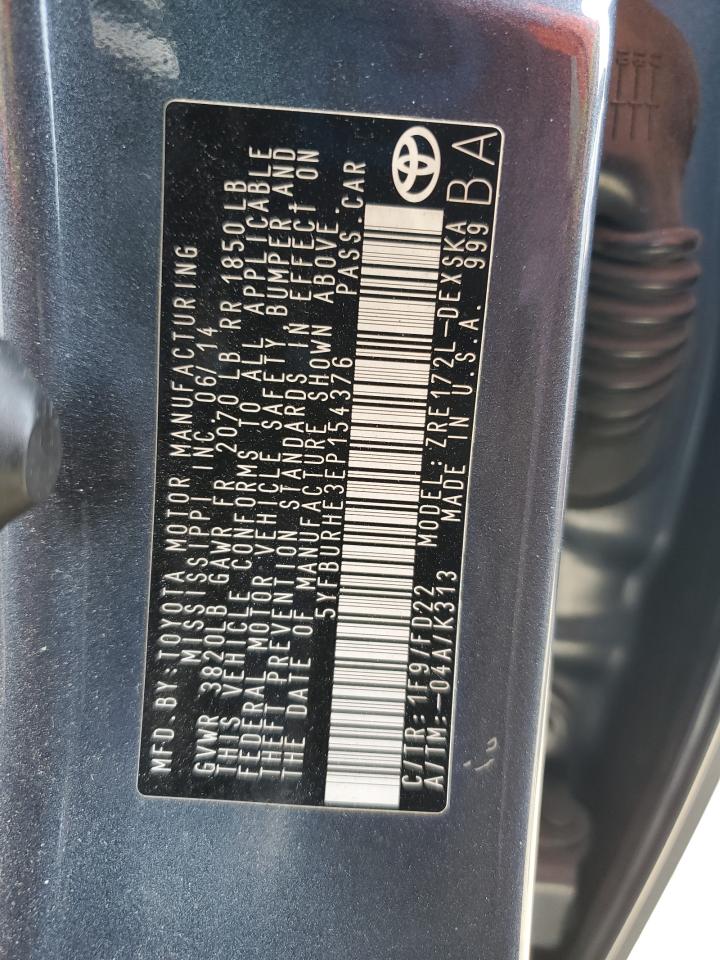 MFD.BY: TOYOTA MOTOR MANUFACTURING
MISSISSIPPI INC. 06/14
GVWR 3820LB GAWR FR 2070 LB RR 1850 LB
THIS VEHICLE CONFORMS TO ALL APPLICABLE
FEDERAL MOTOR VEHICLE SAFETY, BUMPER AND
THEFT PREVENTION STANDARDS IN EFFECT ON
THE DATE OF MANUFACTURE SHOWN ABOVE.
5YFBURHE3EP154376 PASS.CAR
C/TR: 1F9/FD22 MODEL: ZRE172L-DEXSKA
A/TM: -04A/K313 MADE IN U.S.A. 999
BA